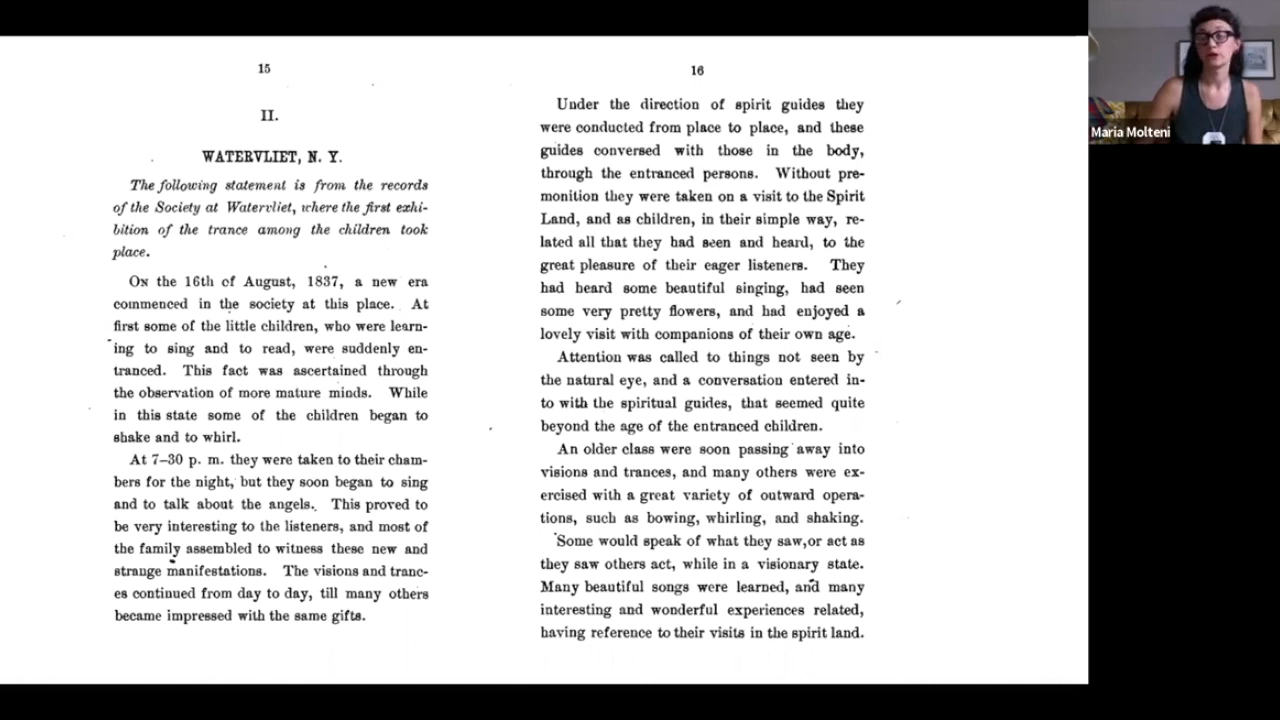 15
II.
WATERVLIET, N. Y.
The following statement is from the records
of the Society at Watervliet, where the first exhi-
bition of the trance among the children took
place.
On the 16th of August, 1837, a new era
commenced in the society at this place. At
first some of the little children, who were learn-
ing to sing and to read, were suddenly en-
tranced. This fact was ascertained through
the observation of more mature minds. While
in this state some of the children began to
shake and to whirl.
At 7-30 p. m. they were taken to their cham-
bers for the night, but they soon began to sing
and to talk about the angels. This proved to
be very interesting to the listeners, and most of
the family assembled to witness these new and
strange manifestations. The visions and tranc-
es continued from day to day, till many others
became impressed with the same gifts.
16
Under the direction of spirit guides they
were conducted from place to place, and these
guides conversed with those in the body,
through the entranced persons. Without pre-
monition they were taken on a visit to the Spirit
Land, and as children, in their simple way, re-
lated all that they had seen and heard, to the
great pleasure of their eager listeners. They
had heard some beautiful singing, had seen
some very pretty flowers, and had enjoyed a
lovely visit with companions of their own age.
Attention was called to things not seen by
the natural eye, and a conversation entered in-
to with the spiritual guides, that seemed quite
beyond the age of the entranced children.
An older class were soon passing away into
visions and trances, and many others were ex-
ercised with a great variety of outward opera-
tions, such as bowing, whirling, and shaking.
Some would speak of what they saw, or act as
they saw others act, while in a visionary state.
Many beautiful songs were learned, and many
interesting and wonderful experiences related,
having reference to their visits in the spirit land.
Maria Molteni